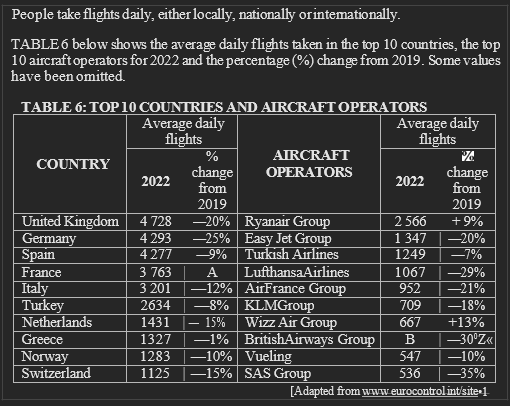 People take flights daily, either locally, nationally or internationally.
TABLE 6 below shows the average daily flights taken in the top 10 countries, the top
10 aircraft operators for 2022 and the percentage (%) change from 2019. Some values
have been omitted.
TABLE 6: TOP 10 COUNTRIES AND AIRCRAFT OPERATORS
COUNTRY | Average daily flights | AIRCRAFT OPERATORS | Average daily flights
2022 | % change from 2019 | 2022 | % change from 2019
United Kingdom 4 728 —20% Ryanair Group 2 566 +9%
Germany 4 293 —25% Easy Jet Group 1 347 | —20%
Spain 4 277 —9% Turkish Airlines 1249 | —7%
France 3 763 | A LufthansaAirlines 1067 | —29%
Italy 3 201 —12% AirFrance Group 952 | —21%
Turkey 2634 | —8% KLMGroup 709 | —18%
Netherlands 1431 | — 15% Wizz Air Group 667 +13%
Greece 1327 | —1% BritishAirways Group B —30⁰Z«
Norway 1283 | —10% Vueling 547 | —10%
Switzerland 1125 | —15% SAS Group 536 | —35%
[Adapted from www.eurocontrol.int/site•1